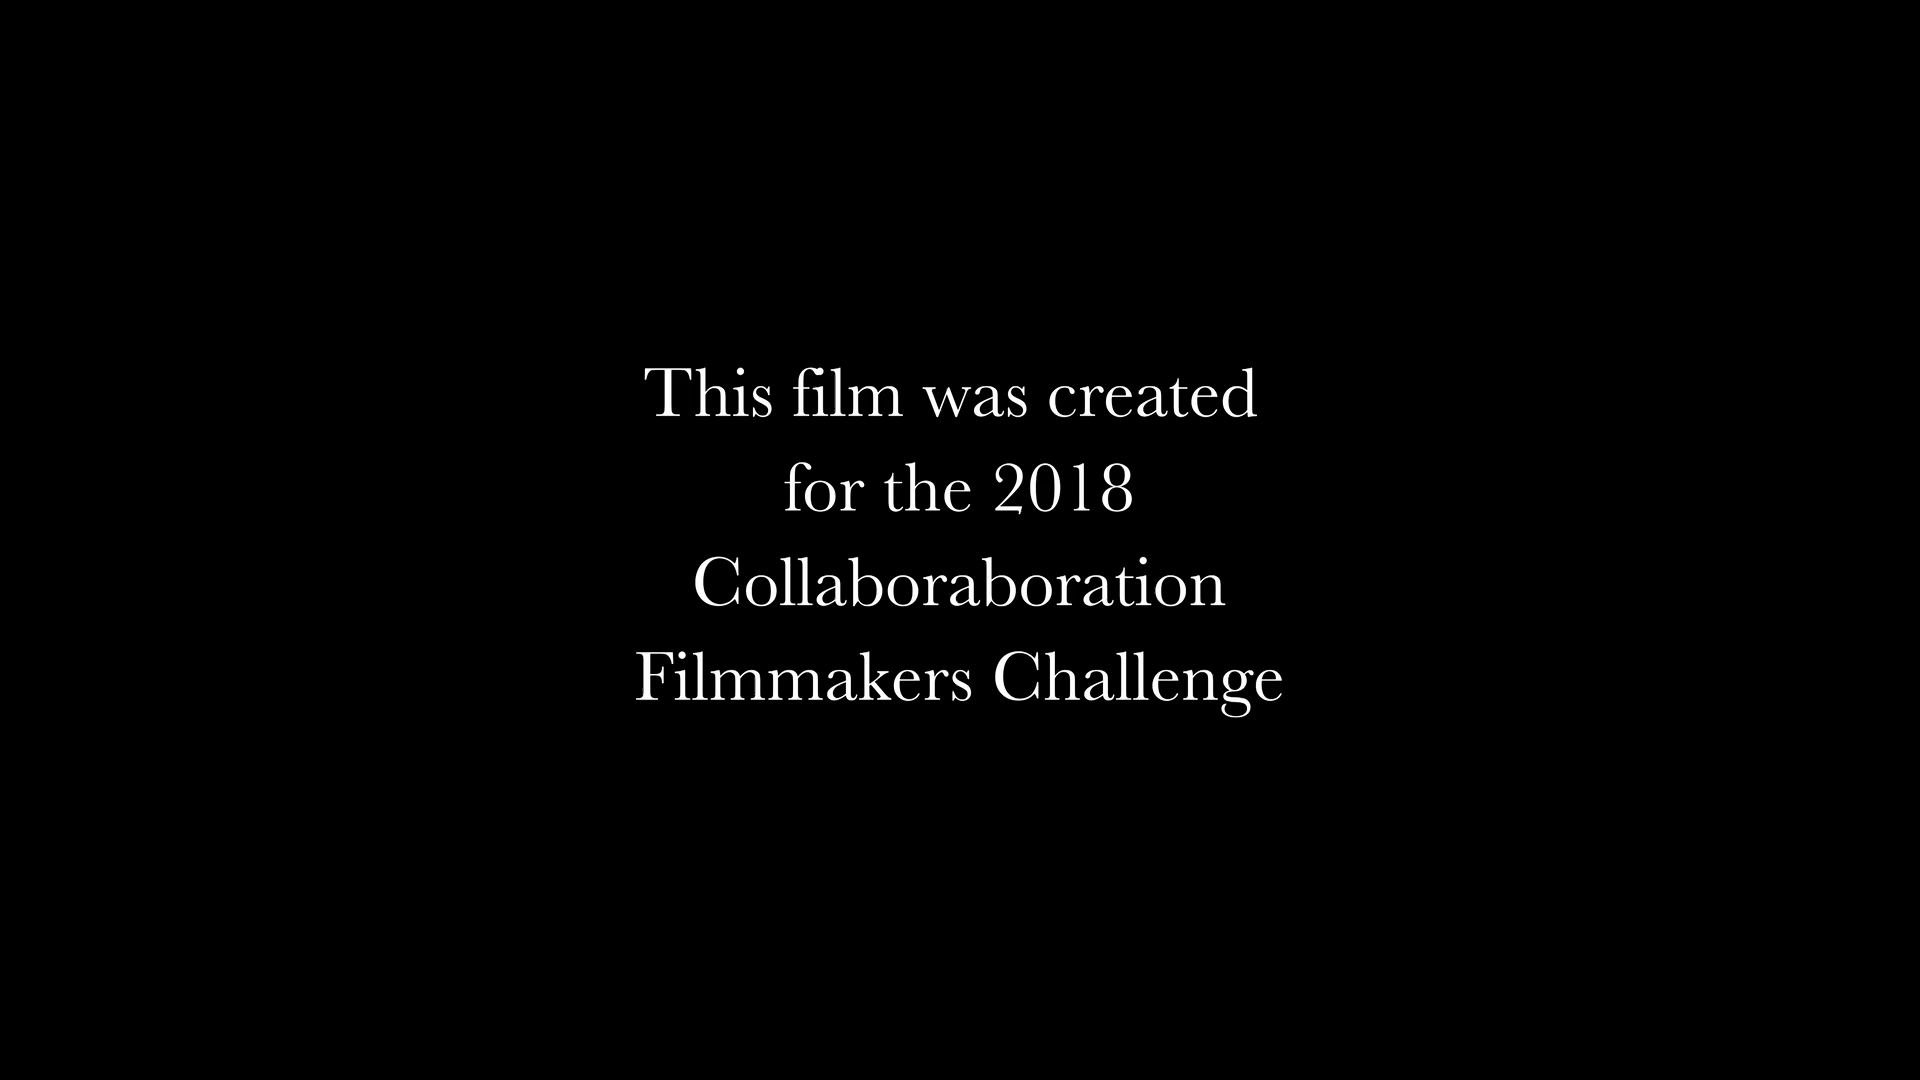 This film was created
for the 2018
Collaboraboration
Filmmakers Challenge